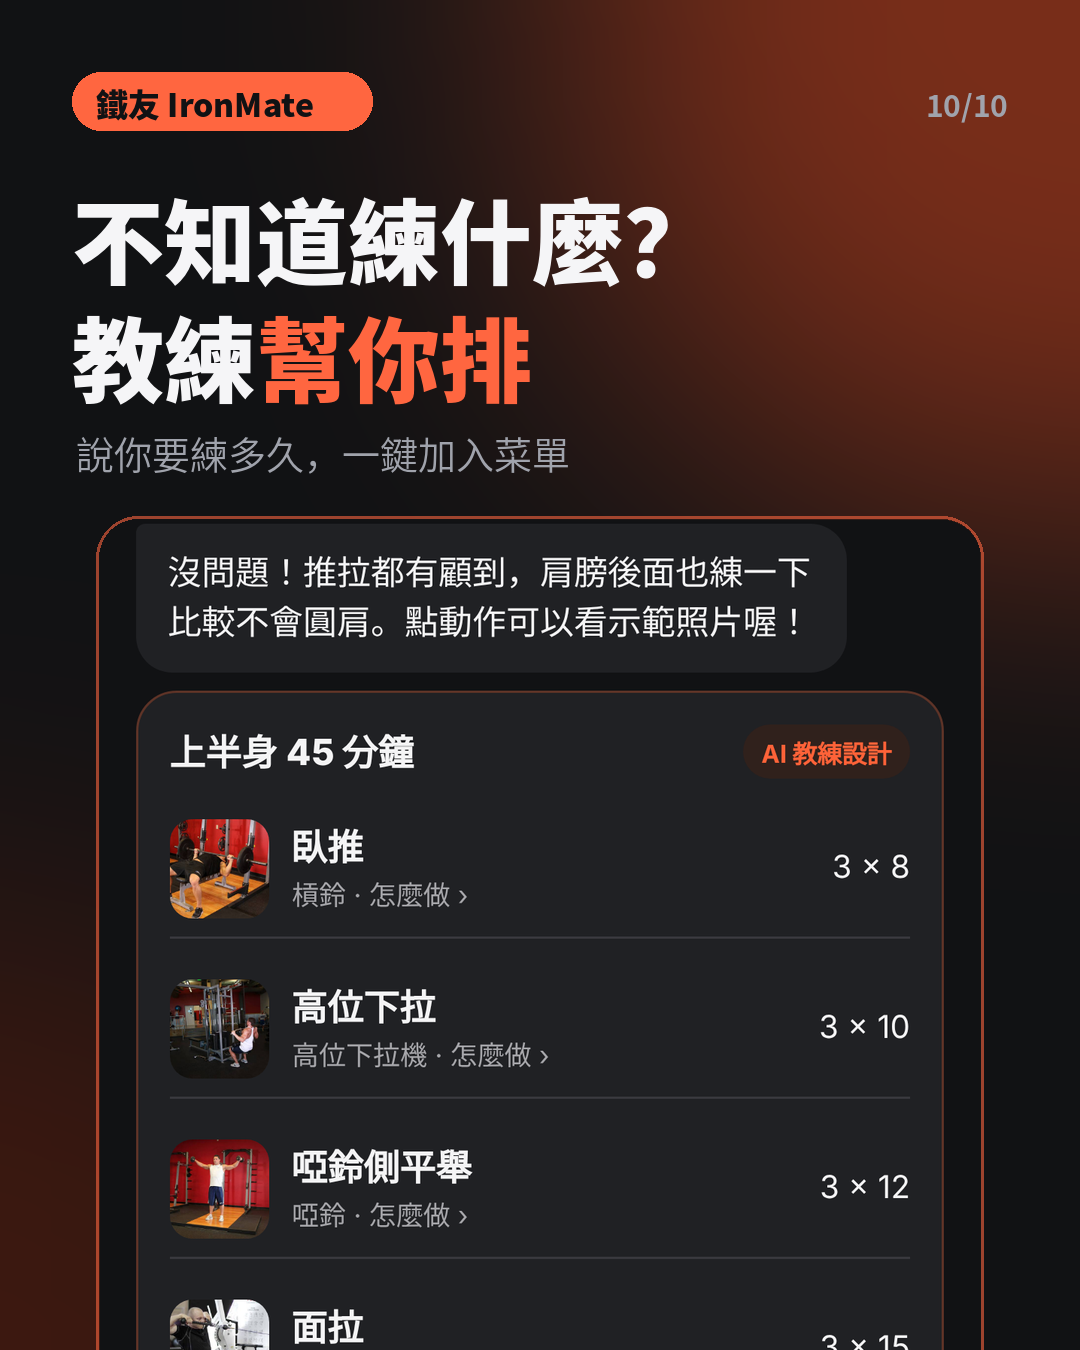 鐵友 IronMate
10/10
不知道練什麼？
教練幫你排
說你要練多久，一鍵加入菜單
沒問題！推拉都有顧到，肩膀後面也練一下
比較不會圓肩。點動作可以看示範照片喔！
上半身 45 分鐘
AI 教練設計
臥推
槓鈴 · 怎麼做 ›
3 × 8
高位下拉
高位下拉機 · 怎麼做 ›
3 × 10
啞鈴側平舉
啞鈴 · 怎麼做 ›
3 × 12
面拉
3 × 15